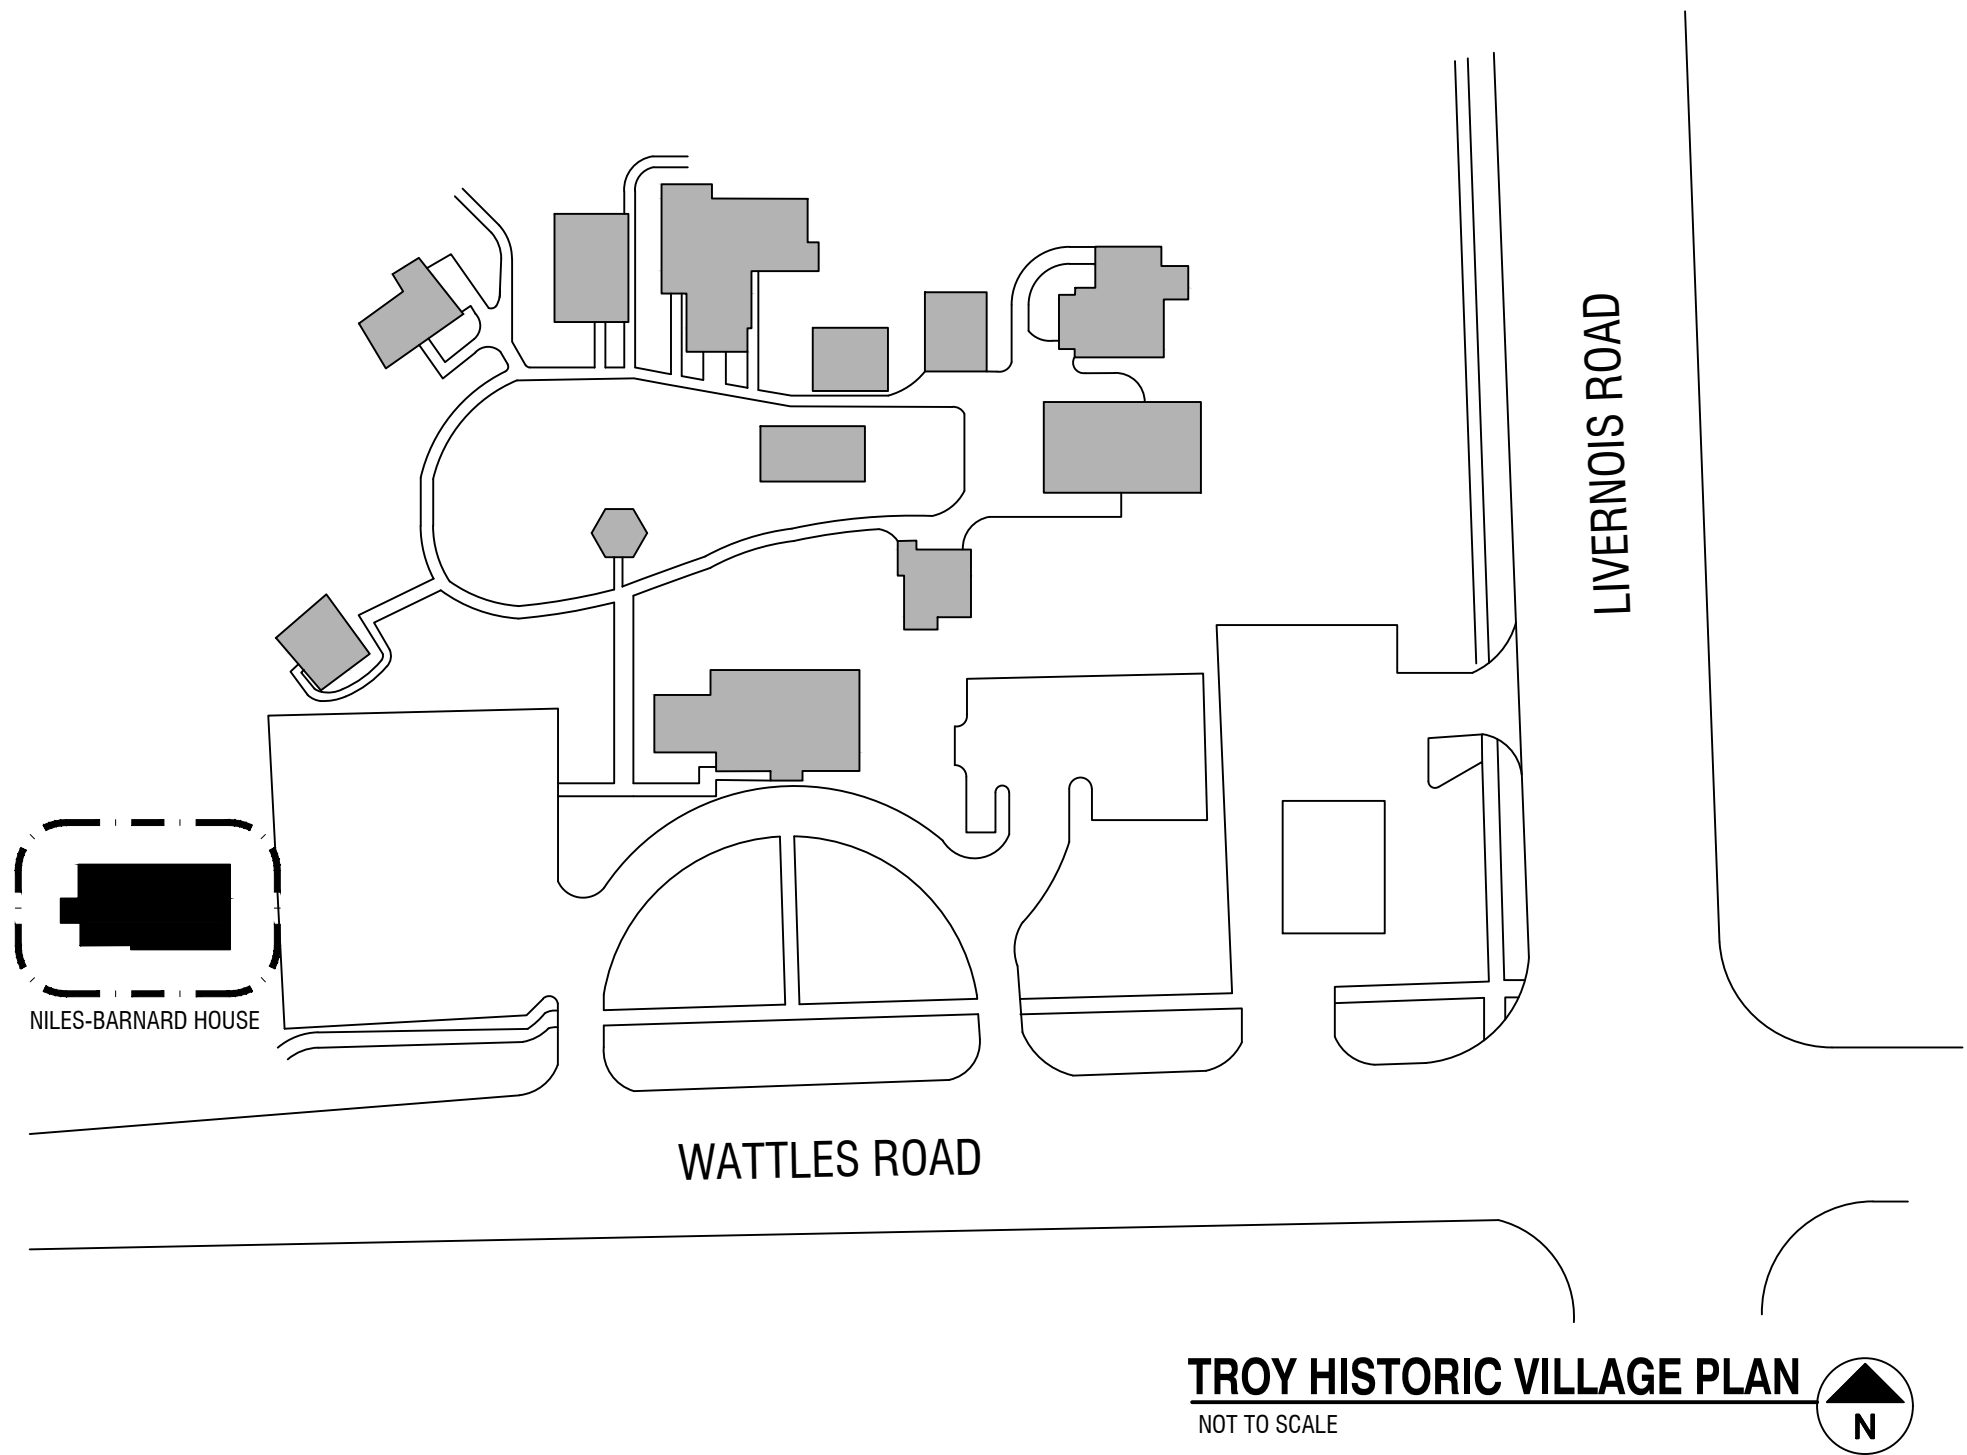 LIVERNOIS ROAD
NILES-BARNARD HOUSE
WATTLES ROAD
TROY HISTORIC VILLAGE PLAN
NOT TO SCALE
N